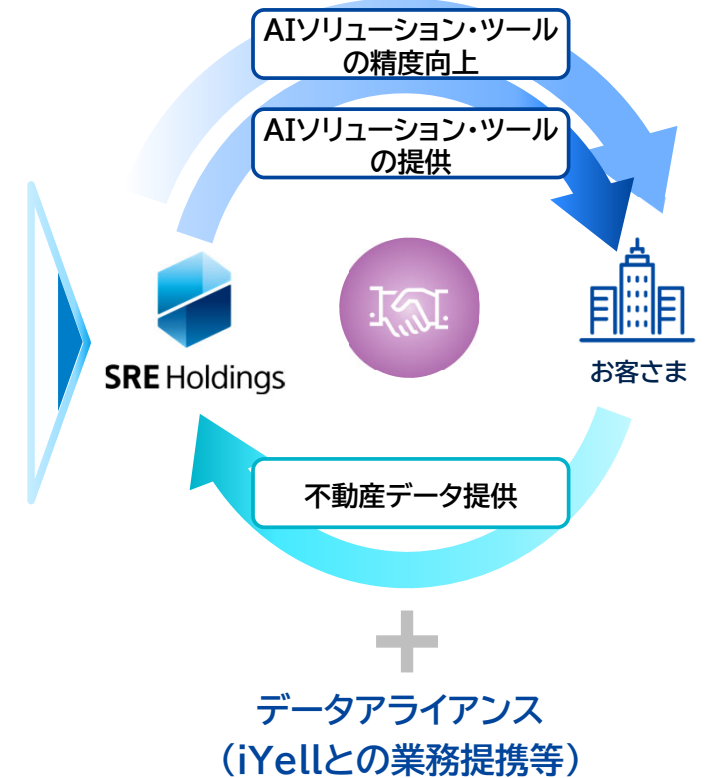 AIソリューション・ツール
の精度向上
AIソリューション・ツール
の提供
SRE Holdings
お客さま
不動産データ提供
+
データアライアンス
（iYellとの業務提携等）